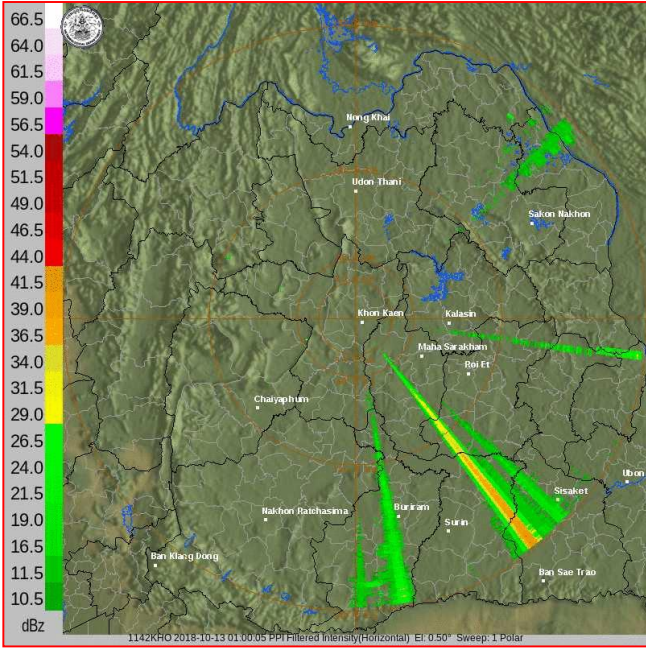 66.5
64.0
61.5
59.0
56.5
54.0
51.5
49.0
46.5
44.0
41.5
39.0
36.5
34.0
31.5
29.0
26.5
24.0
21.5
19.0
16.5
11.5
10.5
dBz
Nong Khai
Udon Thani
Sakon Nakhon
Khon Kaen
Kalasin
Maha Sarakham
Roi Et
Chaiyaphum
Ubon
Sisaket
Nakhon Ratchasima
Buriram
Surin
Ban Klang Dong
Ban Sae Trao
1142KHO 2018-10-13 01:00:05 PPI Filtered Intensity(Horizontal) El: 0.50° Sweep: 1 Polar